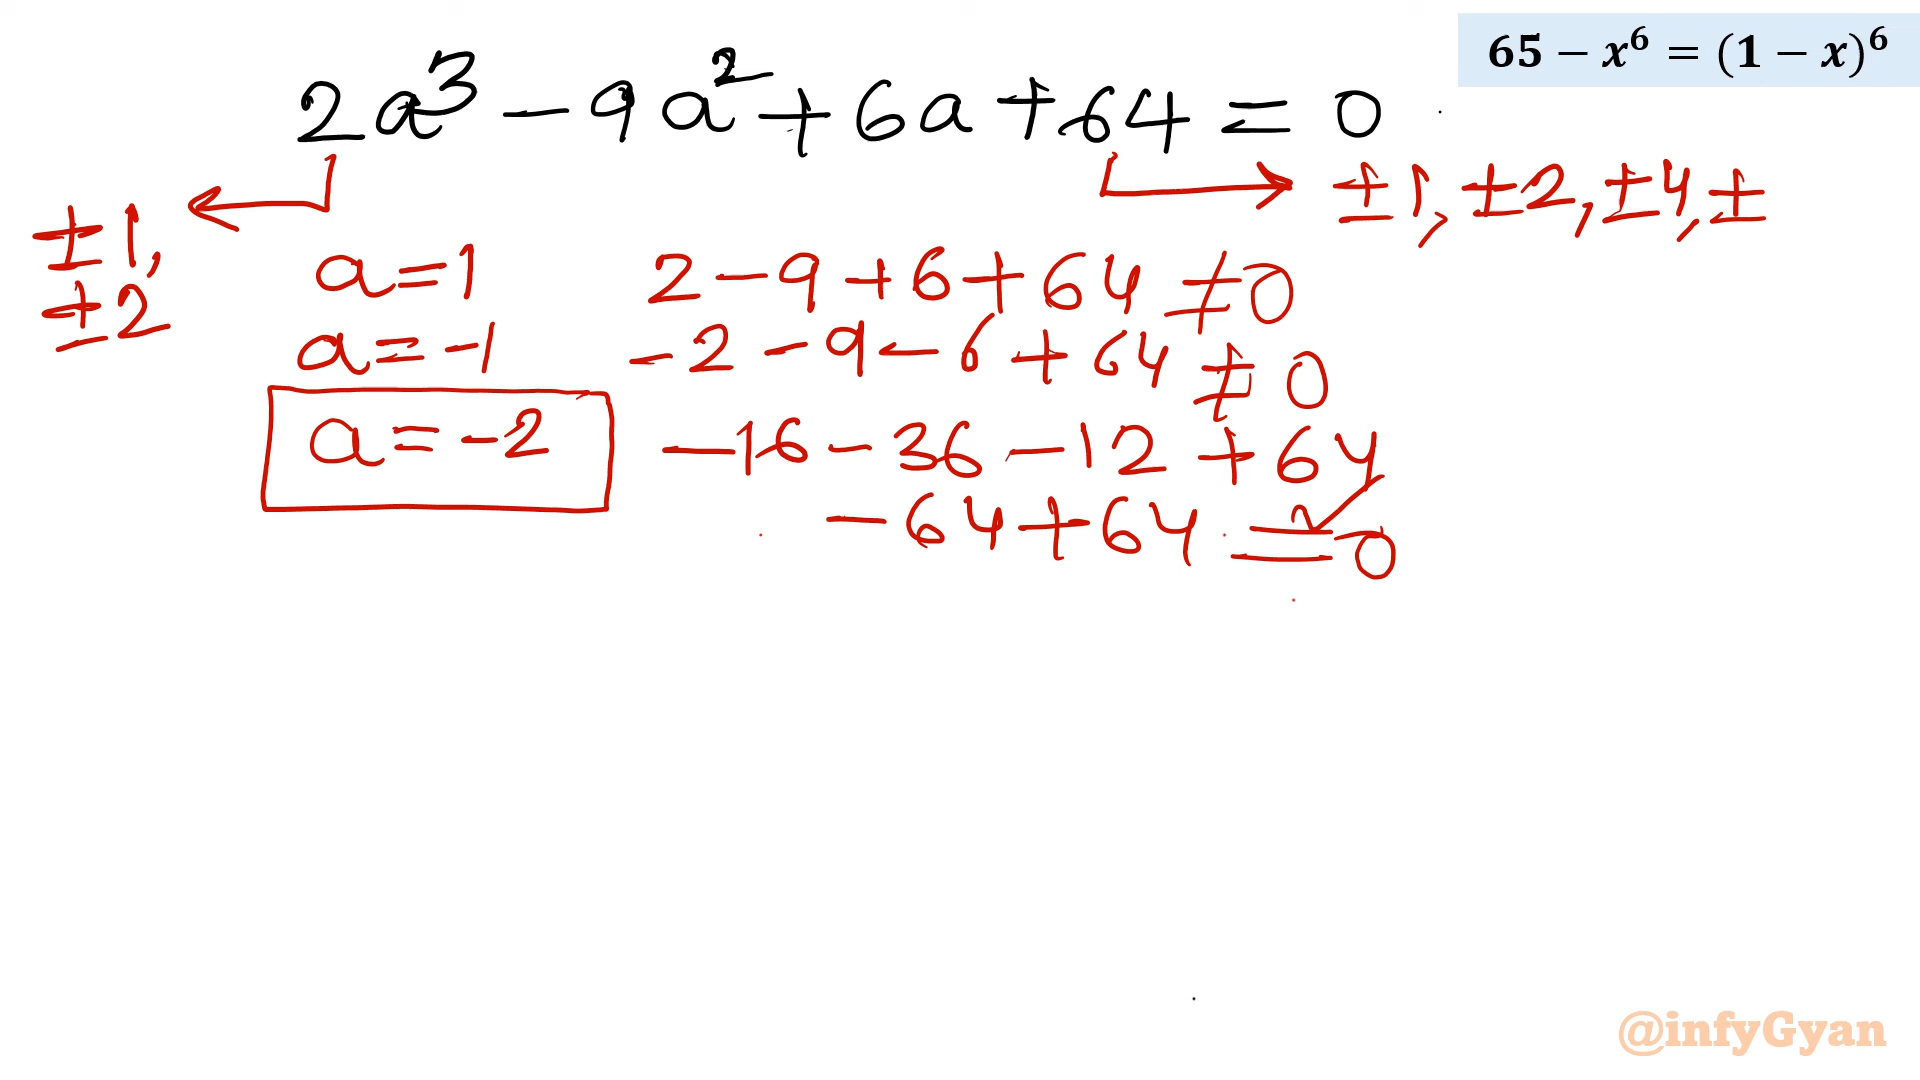 65 − x⁶ = (1 − x)⁶
2a³ − 9a² + 6a + 64 = 0
±1, ±2, ±4, ±
±1,
±2
a = 1 2 − 9 + 6 + 64 ≠ 0
a = −1 −2 − 9 − 6 + 64 ≠ 0
a = −2 −16 − 36 − 12 + 64
−64 + 64 = 0
@infyGyan